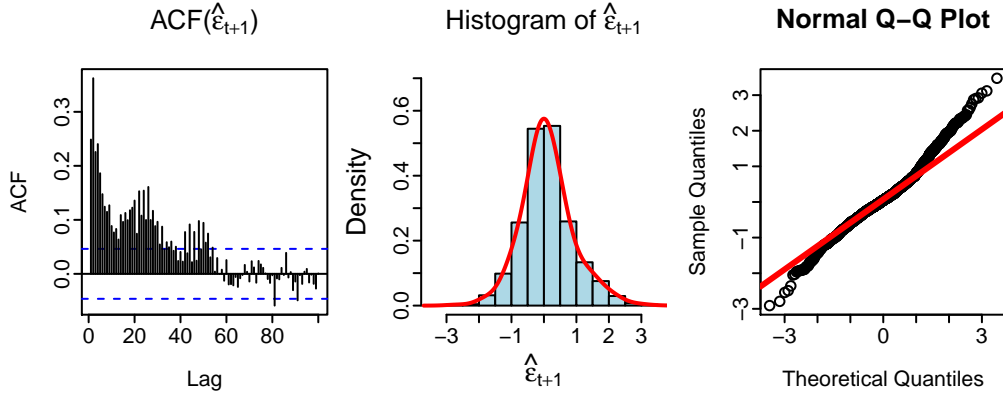 ACF(ε̂t+1)
0.0 0.1 0.2 0.3
ACF
0 20 40 60 80
Lag
Histogram of ε̂t+1
0.0 0.2 0.4 0.6
Density
−3 −1 0 1 2 3
ε̂t+1
Normal Q−Q Plot
−3 −1 1 3
Sample Quantiles
−3 −1 0 1 3
Theoretical Quantiles